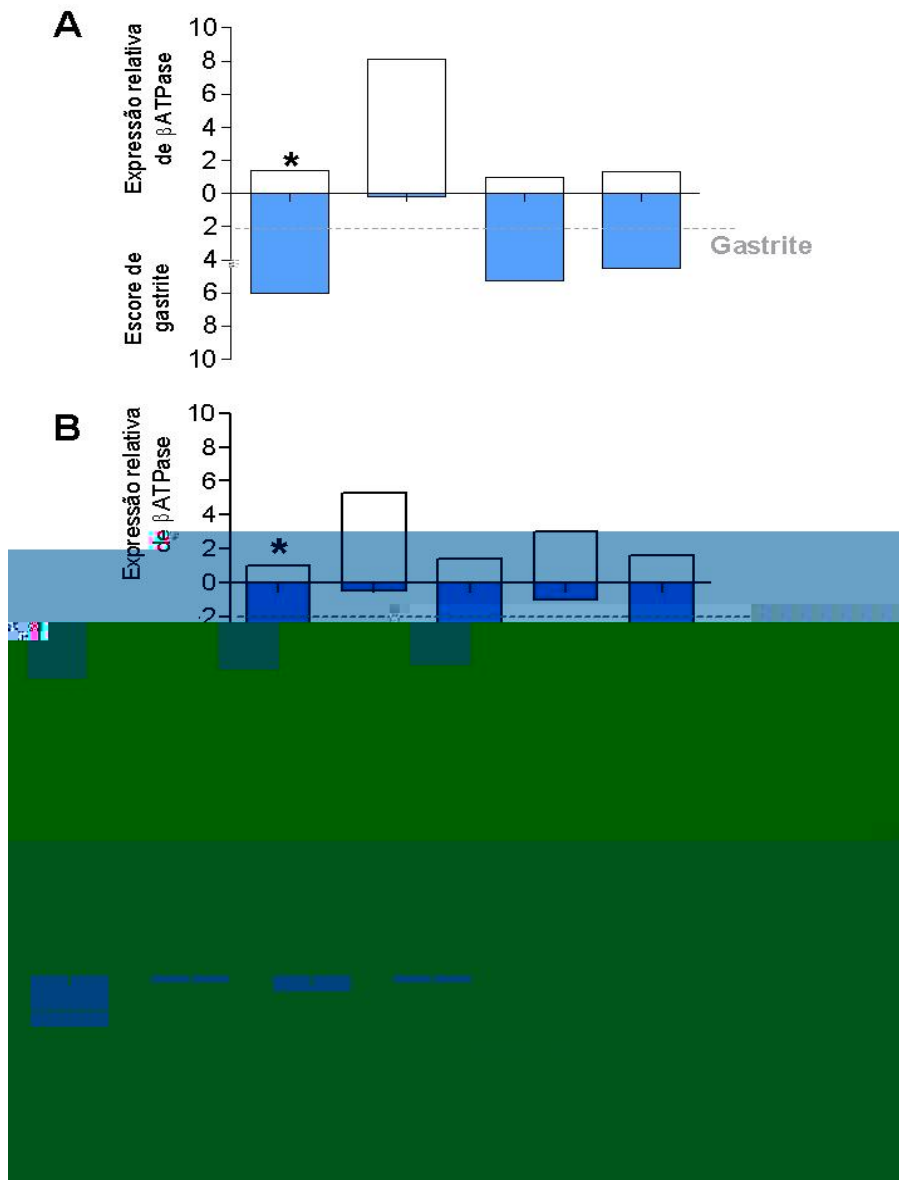 A
Expressão relativa
de βATPase
10
8
6
4
2
0
2
4
6
8
10
*
Escore de
gastrite
Gastrite
B
Expressão relativa
de βATPase
10
8
6
4
2
0
2
*